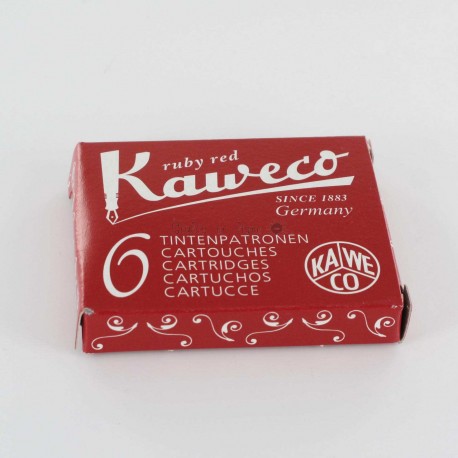 ruby red
Kaweco
SINCE 1883
Germany
6
TINTENPATRONEN
CARTOUCHES
CARTRIDGES
CARTUCHOS
CARTUCCE
KA WE
CO